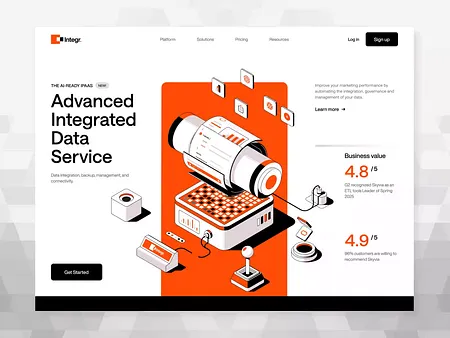 Integr.
Platform
Solutions
Pricing
Resources
Log in
Sign up
THE AI-READY IPAAS
NEW
Advanced
Integrated
Data
Service
Data integration, backup, management, and
connectivity.
Get Started
Improve your marketing performance by
automating the integration, governance and
management of your data.
Learn more →
Business value
4.8 /5
G2 recognized Skyvia as an
ETL tools Leader of Spring
2025
4.9 /5
96% customers are willing to
recommend Skyvia